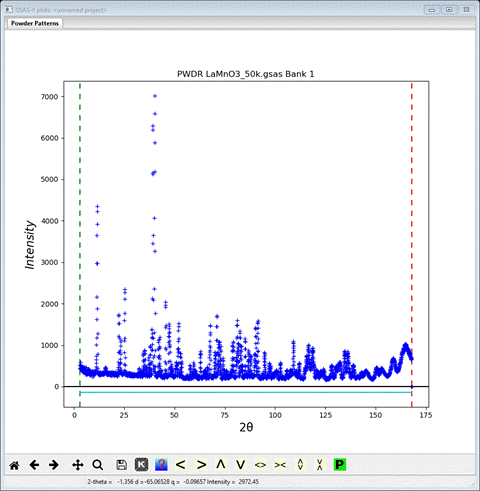 GSAS-II plots: <unnamed project>
Powder Patterns
PWDR LaMnO3_50k.gsas Bank 1
7000
6000
5000
4000
3000
2000
1000
0
Intensity
0 25 50 75 100 125 150 175
2θ
K ? P
2-theta = -1.356 d =-65.06528 q = -0.09657 Intensity = 2972.45